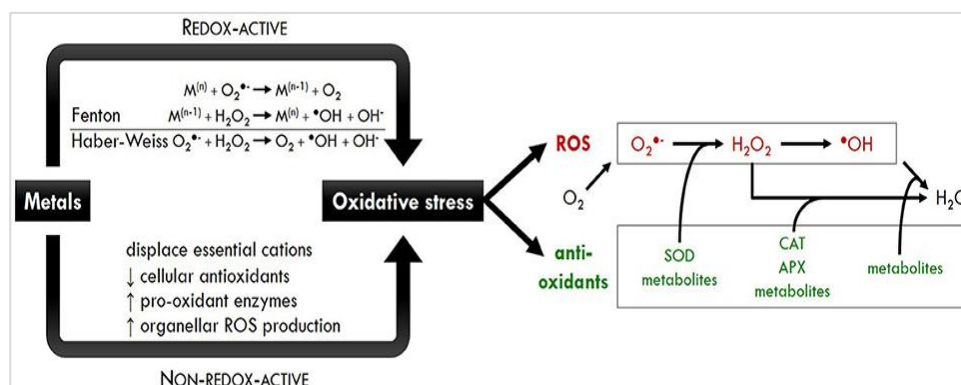 REDOX-ACTIVE
M(n) + O2•- → M(n-1) + O2
Fenton M(n-1) + H2O2 → M(n) + •OH + OH-
Haber-Weiss O2•- + H2O2 → O2 + •OH + OH-
Metals
Oxidative stress
displace essential cations
↓ cellular antioxidants
↑ pro-oxidant enzymes
↑ organellar ROS production
NON-REDOX-ACTIVE
ROS
O2•- → H2O2 → •OH
O2
H2O
anti-
oxidants
SOD
metabolites
CAT
APX
metabolites
metabolites